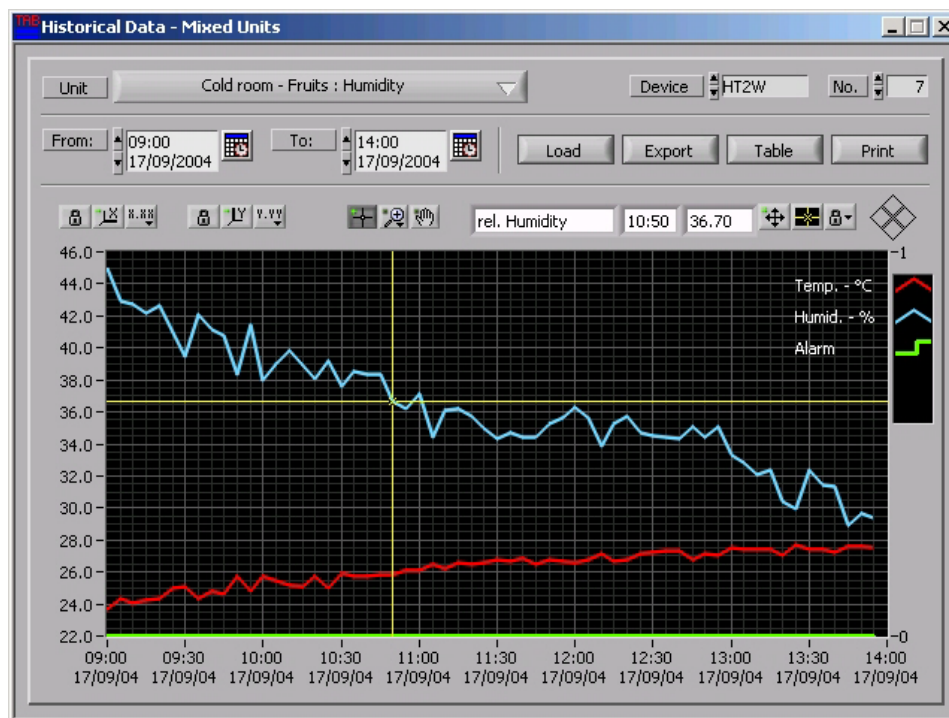 TAB Historical Data - Mixed Units
Unit Cold room - Fruits : Humidity Device HT2W No. 7
From: 09:00 To: 14:00
17/09/2004 17/09/2004
Load Export Table Print
X X.XX Y Y.YY rel. Humidity 10:50 36.70
46.0 1
44.0 Temp. - °C
42.0 Humid. - %
40.0 Alarm
38.0
36.0
34.0
32.0
30.0
28.0
26.0
24.0
22.0 0
09:00 09:30 10:00 10:30 11:00 11:30 12:00 12:30 13:00 13:30 14:00
17/09/04 17/09/04 17/09/04 17/09/04 17/09/04 17/09/04 17/09/04 17/09/04 17/09/04 17/09/04 17/09/04